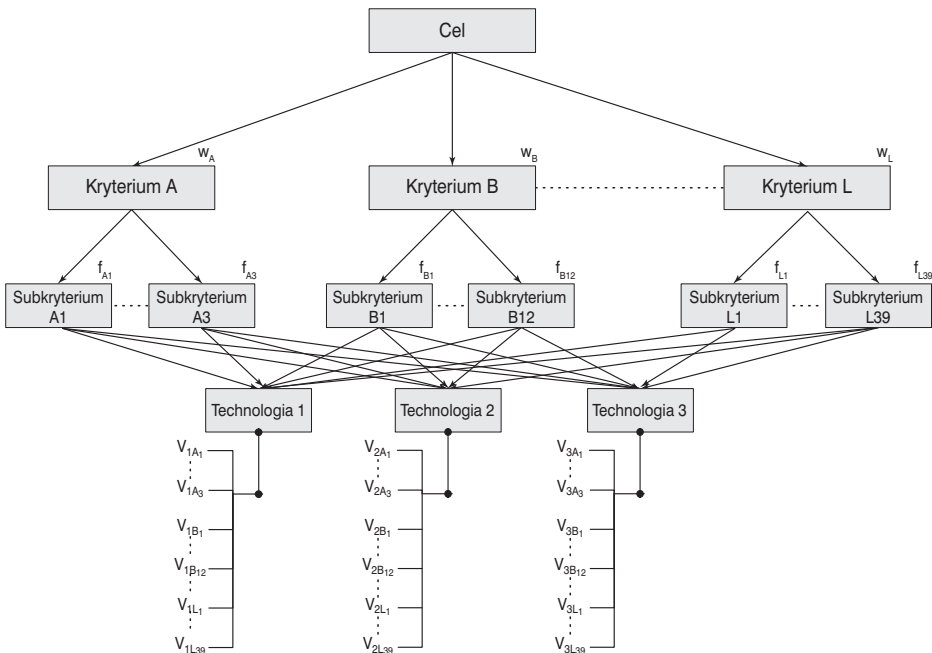 Cel
w_A
w_B
w_L
Kryterium A
Kryterium B
Kryterium L
f_A1
f_A3
f_B1
f_B12
f_L1
f_L39
Subkryterium
A1
Subkryterium
A3
Subkryterium
B1
Subkryterium
B12
Subkryterium
L1
Subkryterium
L39
Technologia 1
Technologia 2
Technologia 3
V_1A1
V_1A3
V_1B1
V_1B12
V_1L1
V_1L39
V_2A1
V_2A3
V_2B1
V_2B12
V_2L1
V_2L39
V_3A1
V_3A3
V_3B1
V_3B12
V_3L1
V_3L39